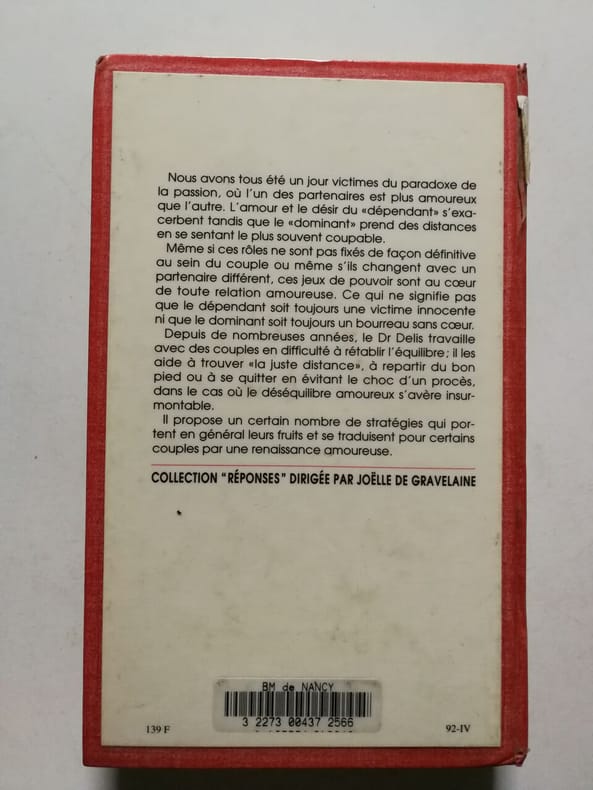 Nous avons tous été un jour victimes du paradoxe de
la passion, où l'un des partenaires est plus amoureux
que l'autre. L'amour et le désir du «dépendant» s'exa-
cerbent tandis que le «dominant» prend des distances
en se sentant le plus souvent coupable.
Même si ces rôles ne sont pas fixés de façon définitive
au sein du couple ou même s'ils changent avec un
partenaire différent, ces jeux de pouvoir sont au cœur
de toute relation amoureuse. Ce qui ne signifie pas
que le dépendant soit toujours une victime innocente
ni que le dominant soit toujours un bourreau sans cœur.
Depuis de nombreuses années, le Dr Delis travaille
avec des couples en difficulté à rétablir l'équilibre; il les
aide à trouver «la juste distance», à repartir du bon
pied ou à se quitter en évitant le choc d'un procès,
dans le cas où le déséquilibre amoureux s'avère insur-
montable.
Il propose un certain nombre de stratégies qui por-
tent en général leurs fruits et se traduisent pour certains
couples par une renaissance amoureuse.
COLLECTION "RÉPONSES" DIRIGÉE PAR JOËLLE DE GRAVELAINE
BM de NANCY
3 2273 00437 2566
139 F
92-IV